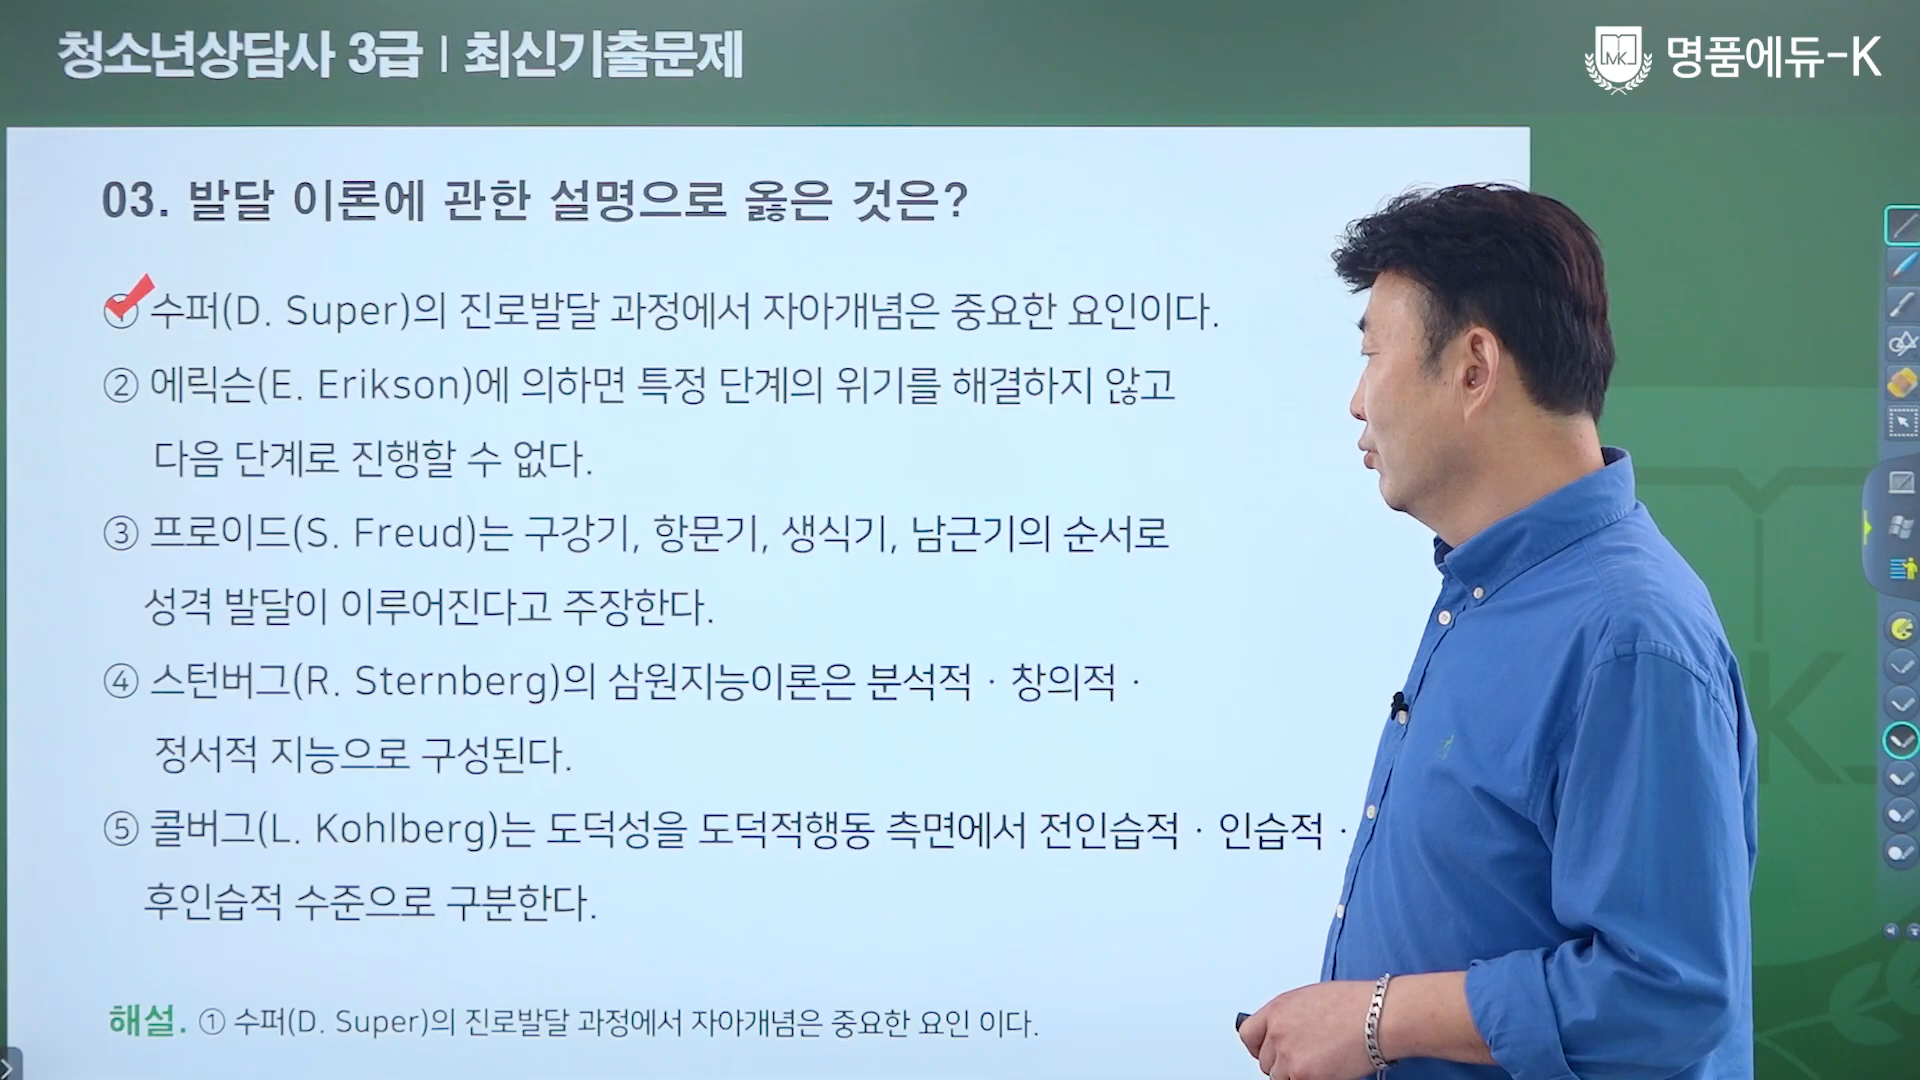 청소년상담사 3급 | 최신기출문제
MK 명품에듀-K
03. 발달 이론에 관한 설명으로 옳은 것은?
① 수퍼(D. Super)의 진로발달 과정에서 자아개념은 중요한 요인이다.
② 에릭슨(E. Erikson)에 의하면 특정 단계의 위기를 해결하지 않고
다음 단계로 진행할 수 없다.
③ 프로이드(S. Freud)는 구강기, 항문기, 생식기, 남근기의 순서로
성격 발달이 이루어진다고 주장한다.
④ 스턴버그(R. Sternberg)의 삼원지능이론은 분석적 · 창의적 ·
정서적 지능으로 구성된다.
⑤ 콜버그(L. Kohlberg)는 도덕성을 도덕적행동 측면에서 전인습적 · 인습적 ·
후인습적 수준으로 구분한다.
해설. ① 수퍼(D. Super)의 진로발달 과정에서 자아개념은 중요한 요인 이다.